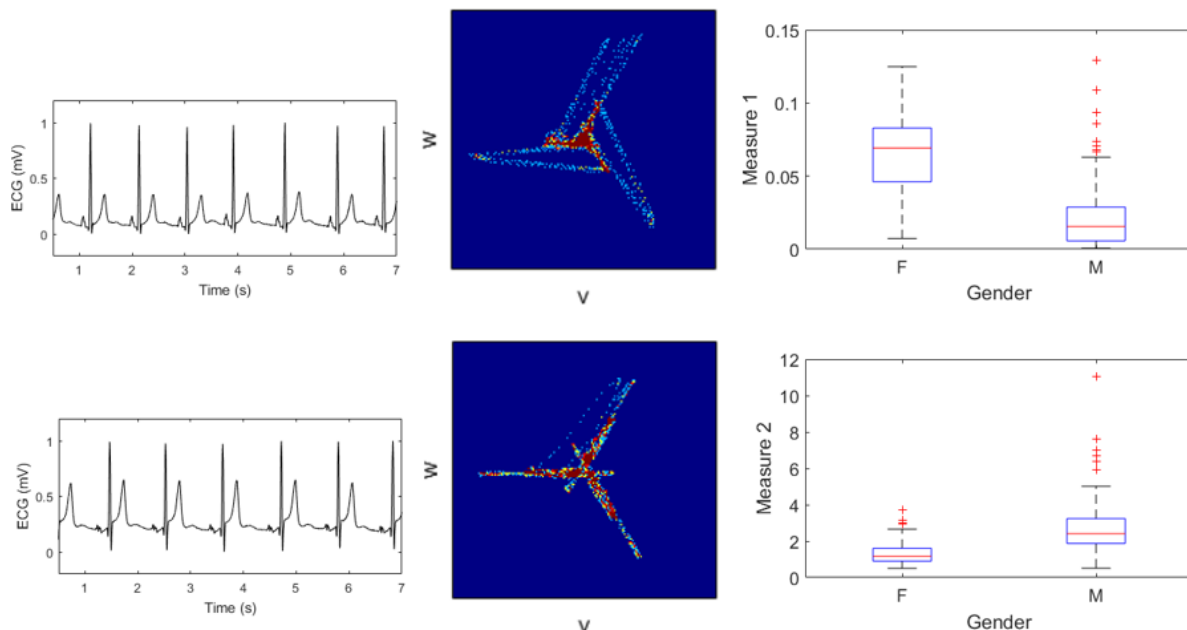 ECG (mV)
1
0.5
0
1 2 3 4 5 6 7
Time (s)
W
V
Measure 1
0.15
0.1
0.05
0
F M
Gender
ECG (mV)
1
0.5
0
1 2 3 4 5 6 7
Time (s)
W
V
Measure 2
12
10
8
6
4
2
0
F M
Gender